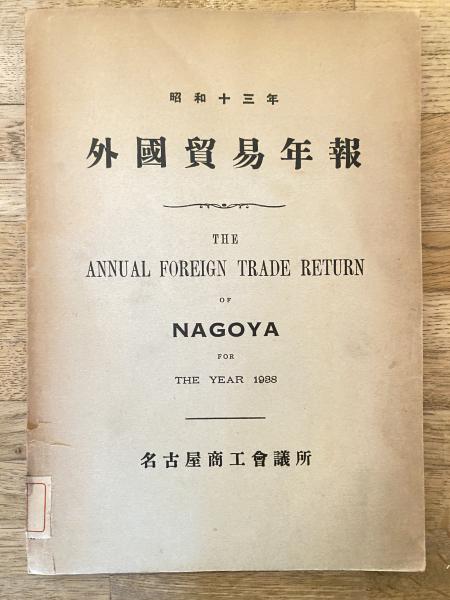 昭和十三年
外國貿易年報
THE
ANNUAL FOREIGN TRADE RETURN
OF
NAGOYA
FOR
THE YEAR 1938
名古屋商工會議所